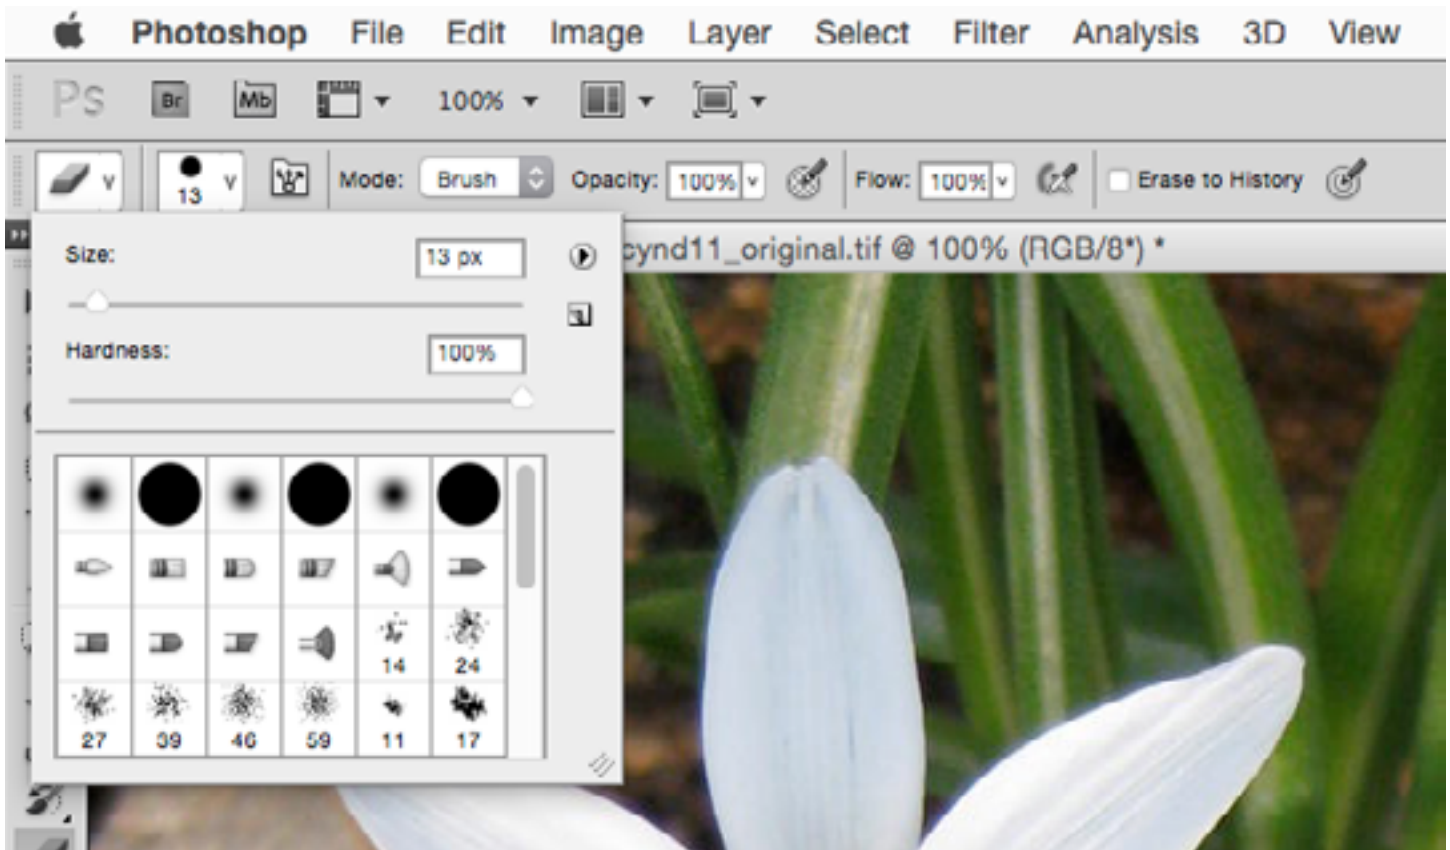 Photoshop File Edit Image Layer Select Filter Analysis 3D View
Ps Br Mb 100%
13 Mode: Brush Opacity: 100% Flow: 100% Erase to History
Size: 13 px
cynd11_original.tif @ 100% (RGB/8*) *
Hardness: 100%
14 24
27 39 46 59 11 17